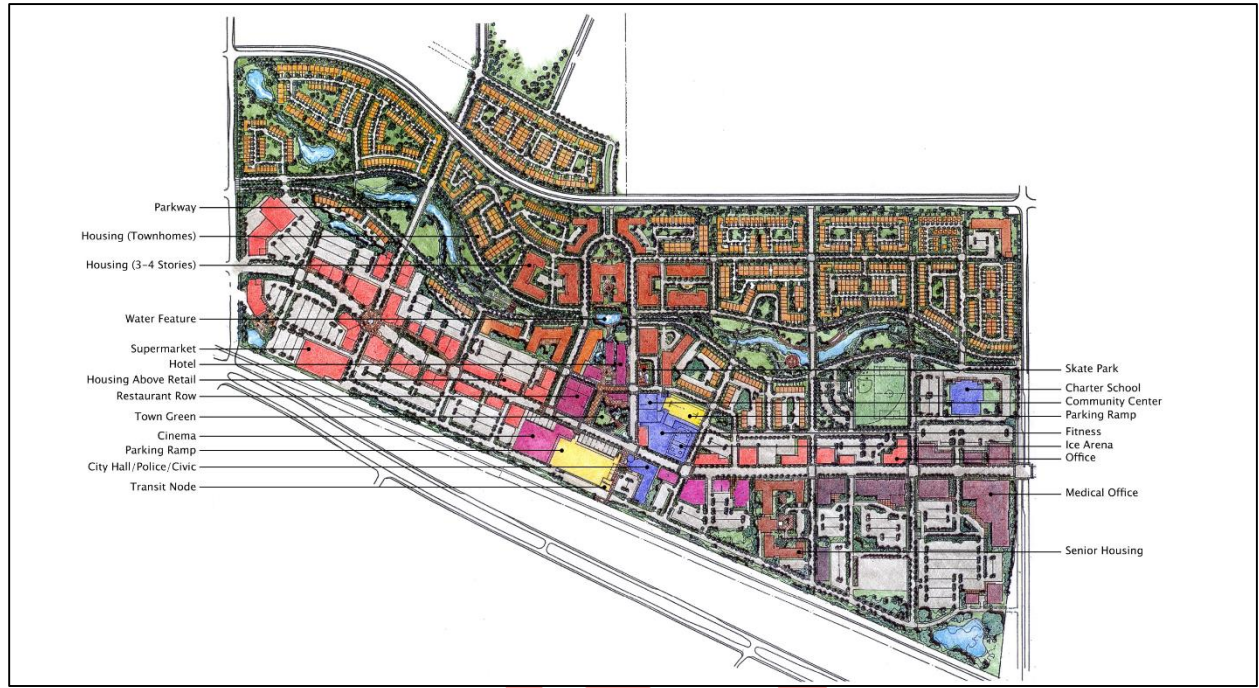 Parkway
Housing (Townhomes)
Housing (3-4 Stories)
Water Feature
Supermarket
Hotel
Housing Above Retail
Restaurant Row
Town Green
Cinema
Parking Ramp
City Hall/Police/Civic
Transit Node
Skate Park
Charter School
Community Center
Parking Ramp
Fitness
Ice Arena
Office
Medical Office
Senior Housing